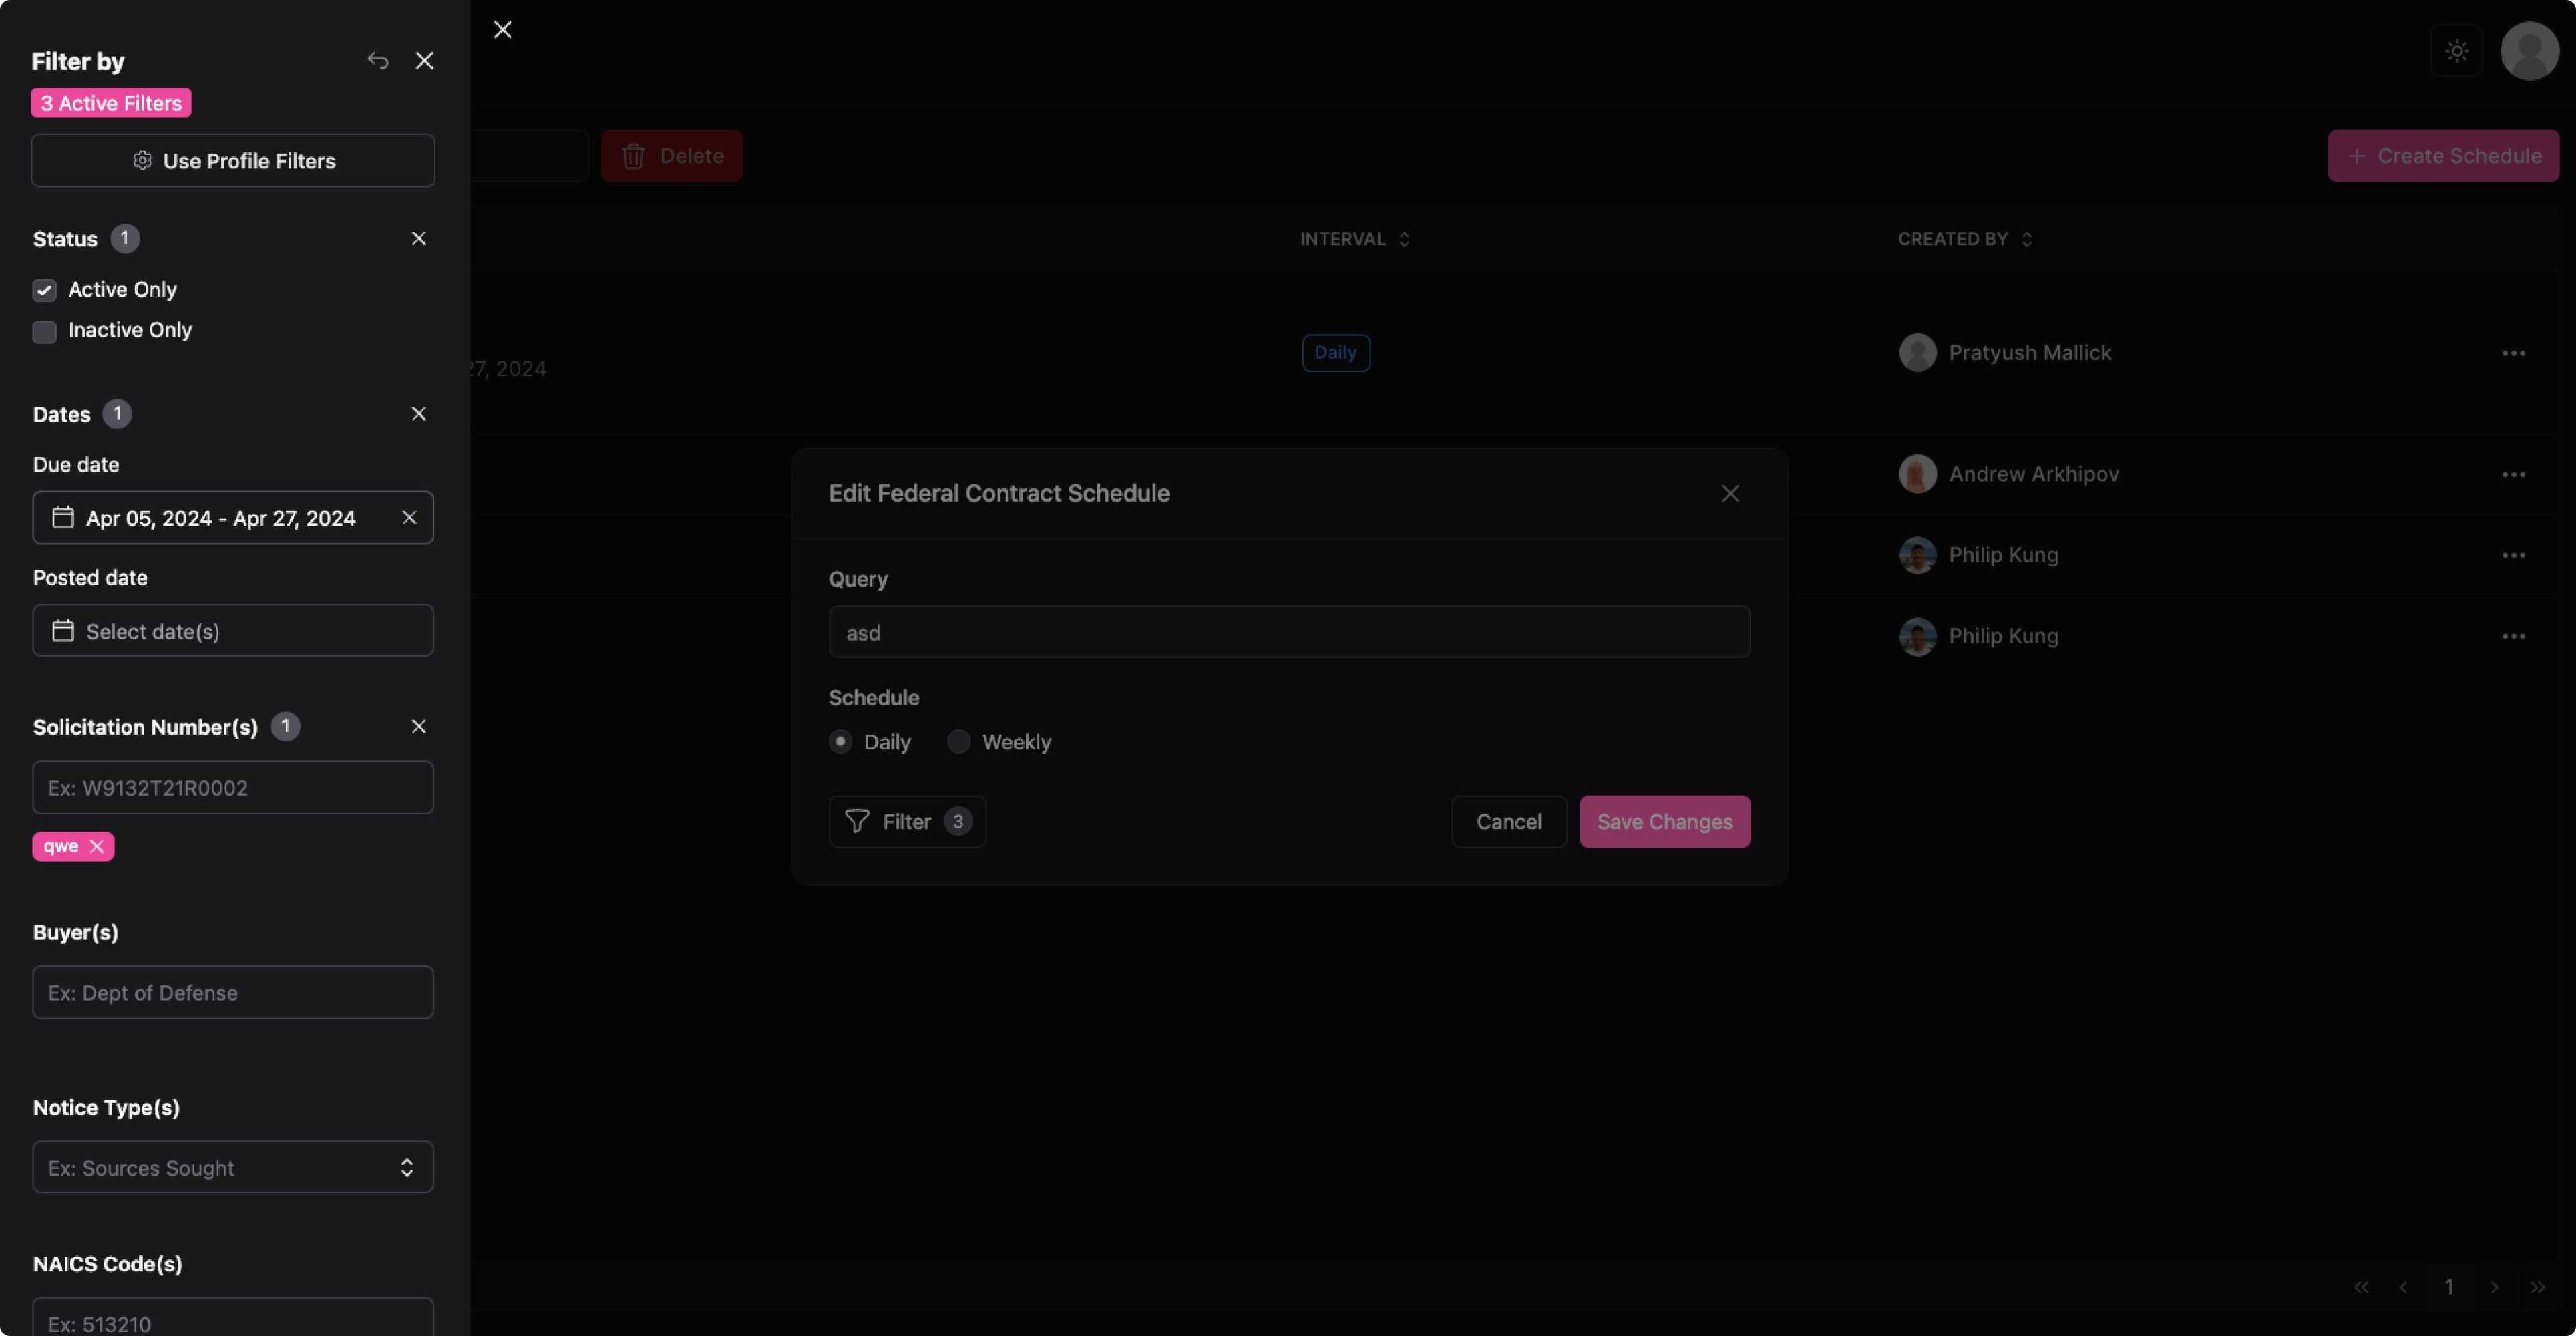 Filter by
3 Active Filters
Use Profile Filters
Status 1
Active Only
Inactive Only
Dates 1
Due date
Apr 05, 2024 - Apr 27, 2024
Posted date
Select date(s)
Solicitation Number(s) 1
Ex: W9132T21R0002
qwe
Buyer(s)
Ex: Dept of Defense
Notice Type(s)
Ex: Sources Sought
NAICS Code(s)
Ex: 513210
Delete
Create Schedule
INTERVAL
CREATED BY
27, 2024
Daily
Pratyush Mallick
Andrew Arkhipov
Philip Kung
Philip Kung
Edit Federal Contract Schedule
Query
asd
Schedule
Daily
Weekly
Filter 3
Cancel
Save Changes
1